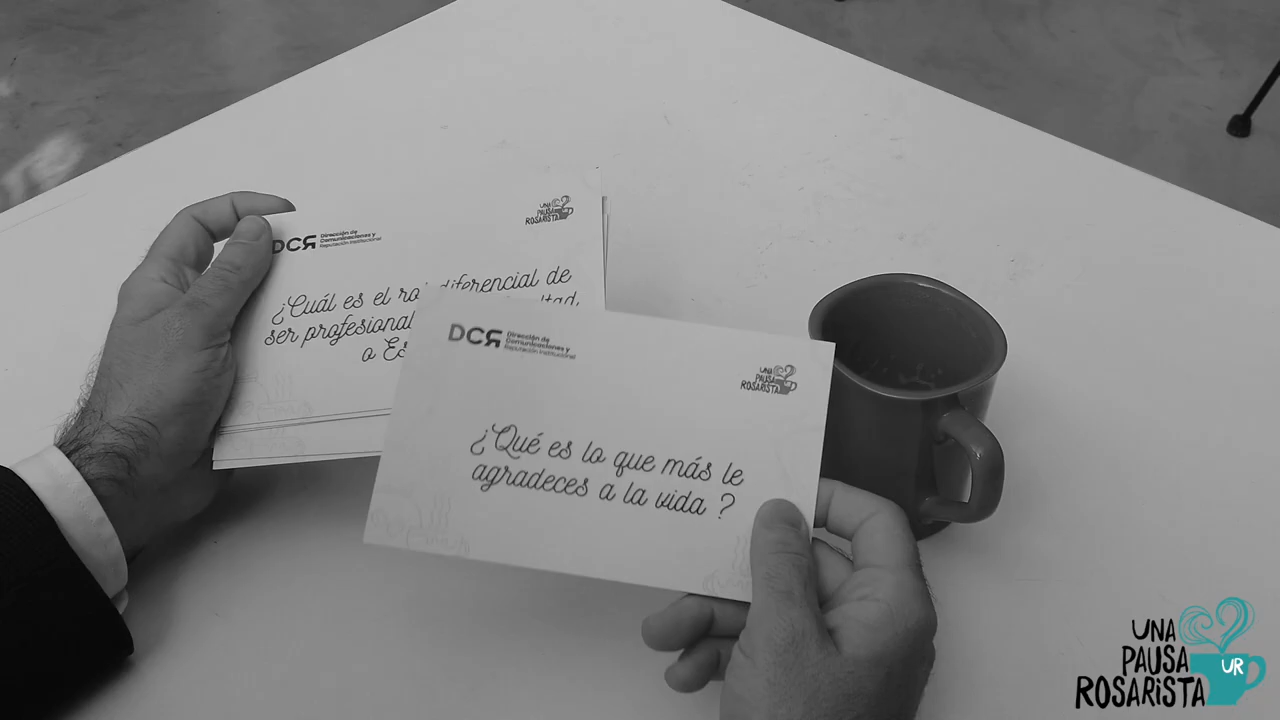 DCR Dirección de
Comunicaciones y
Reputación Institucional
UNA
PAUSA
ROSARISTA
¿Cuál es el diferencial de
ser profesional
o
DCR Dirección de
Comunicaciones y
Reputación Institucional
UNA
PAUSA
ROSARISTA
¿Qué es lo que más le
agradeces a la vida ?
UNA
PAUSA UR
ROSARISTA